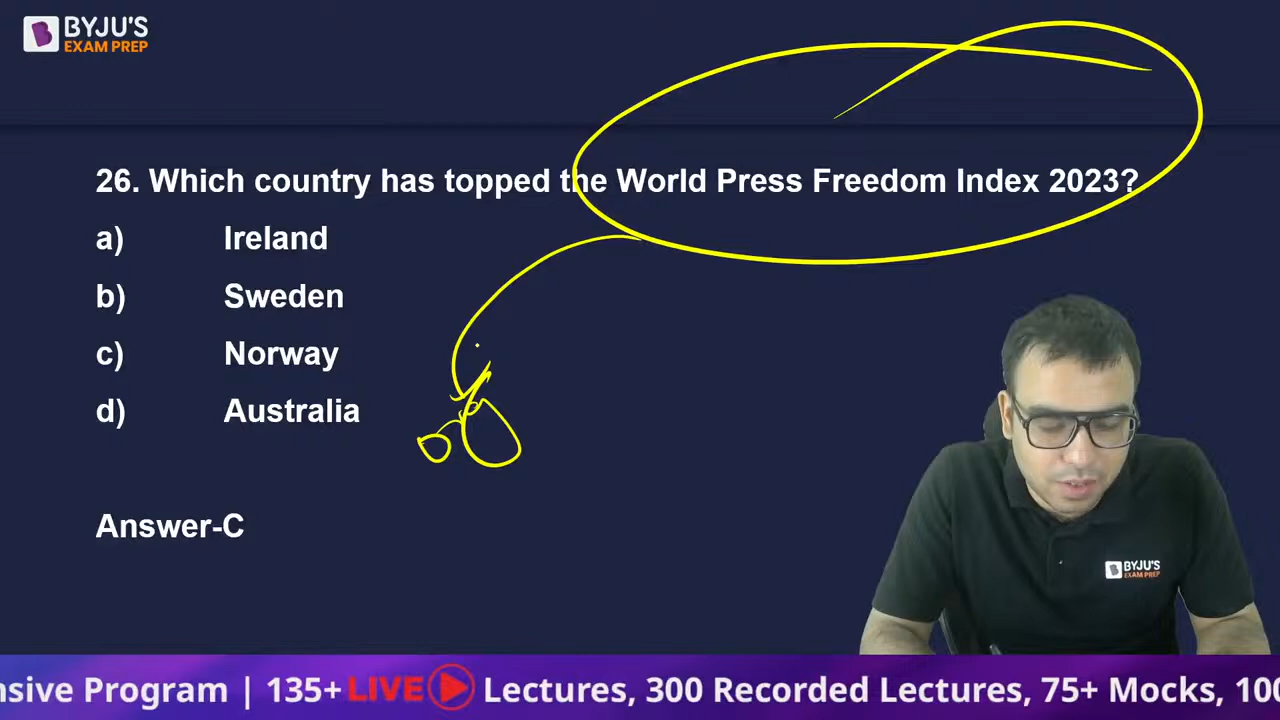 BYJU'S
EXAM PREP
26. Which country has topped the World Press Freedom Index 2023?
a) Ireland
b) Sweden
c) Norway
d) Australia
Answer-C
BYJU'S
EXAM PREP
nsive Program | 135+ LIVE Lectures, 300 Recorded Lectures, 75+ Mocks, 100